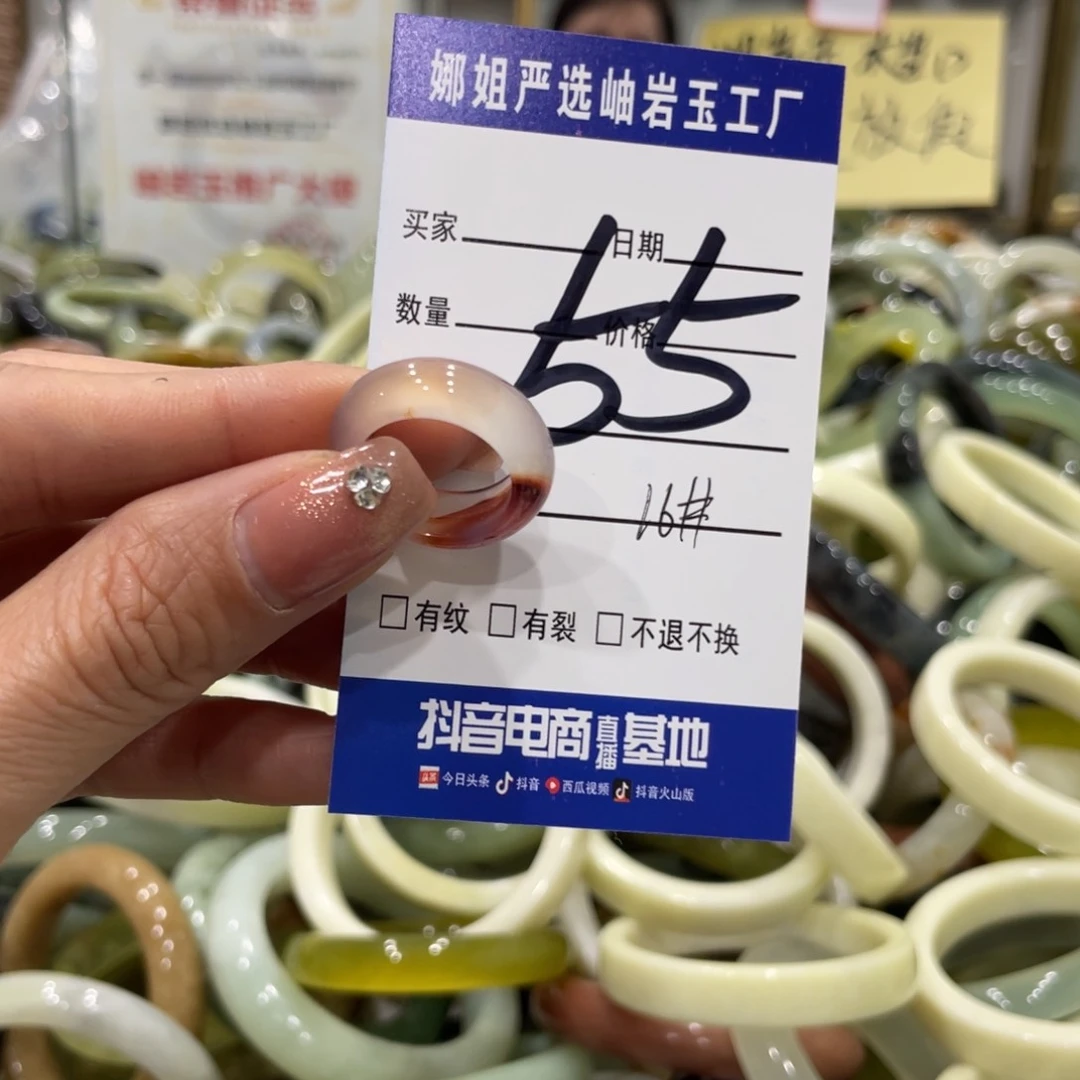 娜姐严选岫岩玉工厂
买家 日期
数量 价格
65
16#
□有纹 □有裂 □不退不换
抖音电商直播基地
今日头条 抖音 西瓜视频 抖音火山版